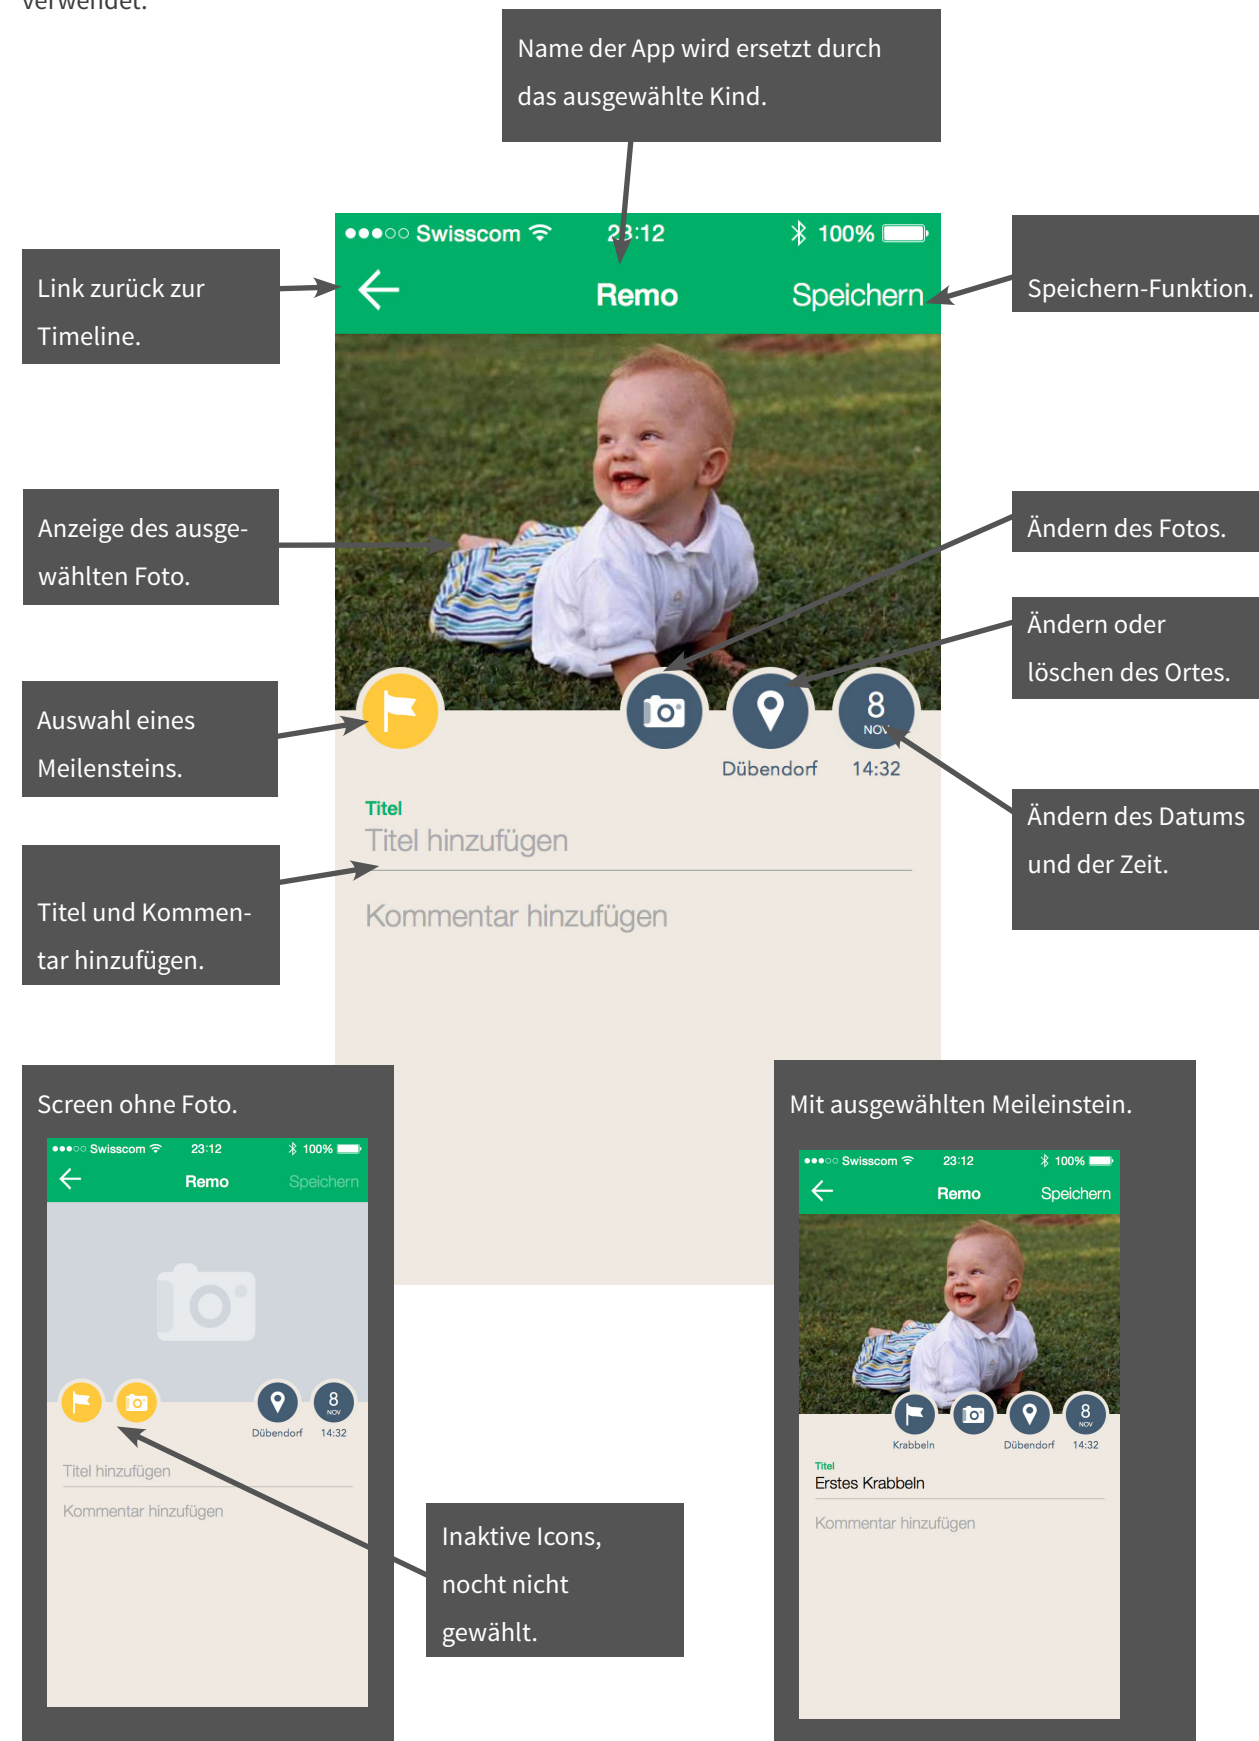 verwendet.
Name der App wird ersetzt durch
das ausgewählte Kind.
Swisscom 23:12 100%
Remo Speichern
Link zurück zur
Timeline.
Speichern-Funktion.
Anzeige des ausge-
wählten Foto.
Ändern des Fotos.
Ändern oder
löschen des Ortes.
Auswahl eines
Meilensteins.
8
NOV
Dübendorf 14:32
Ändern des Datums
und der Zeit.
Titel
Titel hinzufügen
Titel und Kommen-
tar hinzufügen.
Kommentar hinzufügen
Screen ohne Foto.
Swisscom 23:12 100%
Remo Speichern
8
NOV
Dübendorf 14:32
Titel hinzufügen
Kommentar hinzufügen
Inaktive Icons,
nocht nicht
gewählt.
Mit ausgewählten Meileinstein.
Swisscom 23:12 100%
Remo Speichern
8
NOV
Krabbeln Dübendorf 14:32
Titel
Erstes Krabbeln
Kommentar hinzufügen